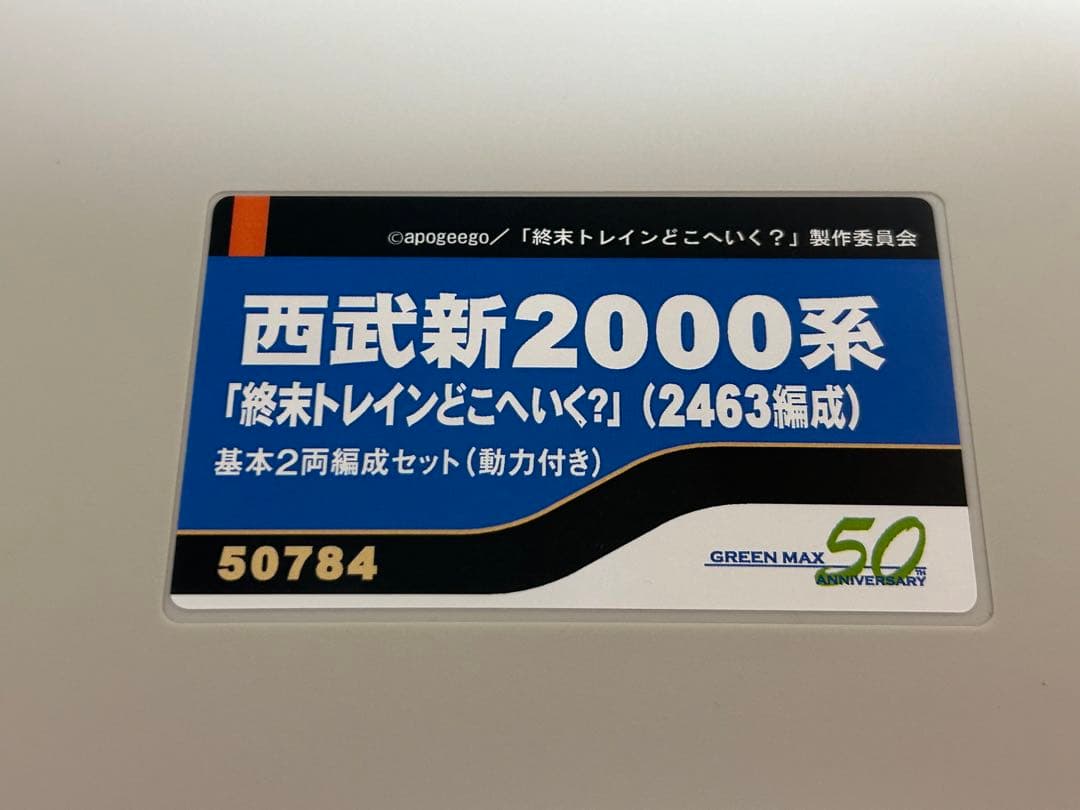 ©apogeego／「終末トレインどこへいく？」製作委員会
西武新2000系
「終末トレインどこへいく?」（2463編成）
基本2両編成セット（動力付き）
50784
GREEN MAX 50TH
ANNIVERSARY